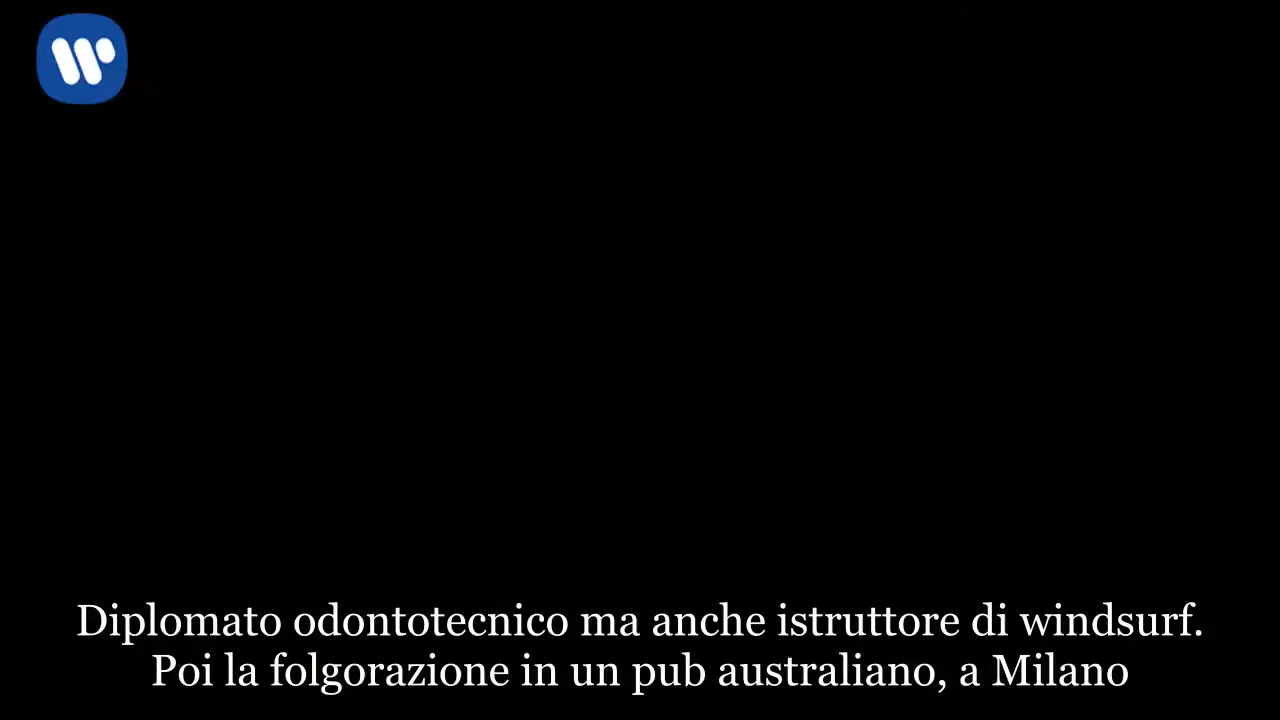 Diplomato odontotecnico ma anche istruttore di windsurf.
Poi la folgorazione in un pub australiano, a Milano